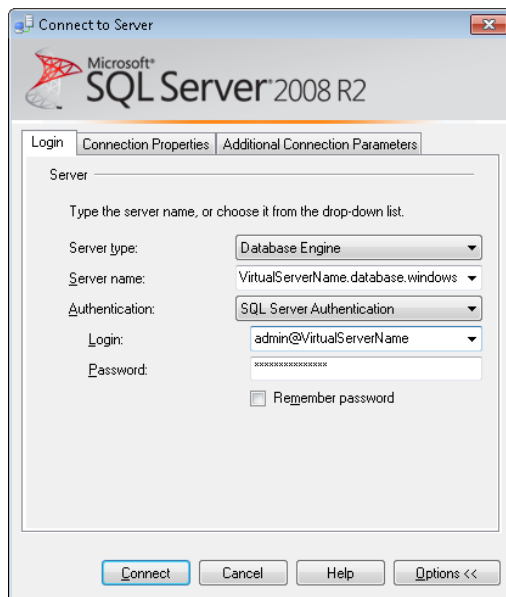 Connect to Server
Microsoft®
SQL Server® 2008 R2
Login Connection Properties Additional Connection Parameters
Server
Type the server name, or choose it from the drop-down list.
Server type: Database Engine
Server name: VirtualServerName.database.windows
Authentication: SQL Server Authentication
Login: admin@VirtualServerName
Password: ***************
Remember password
Connect Cancel Help Options <<